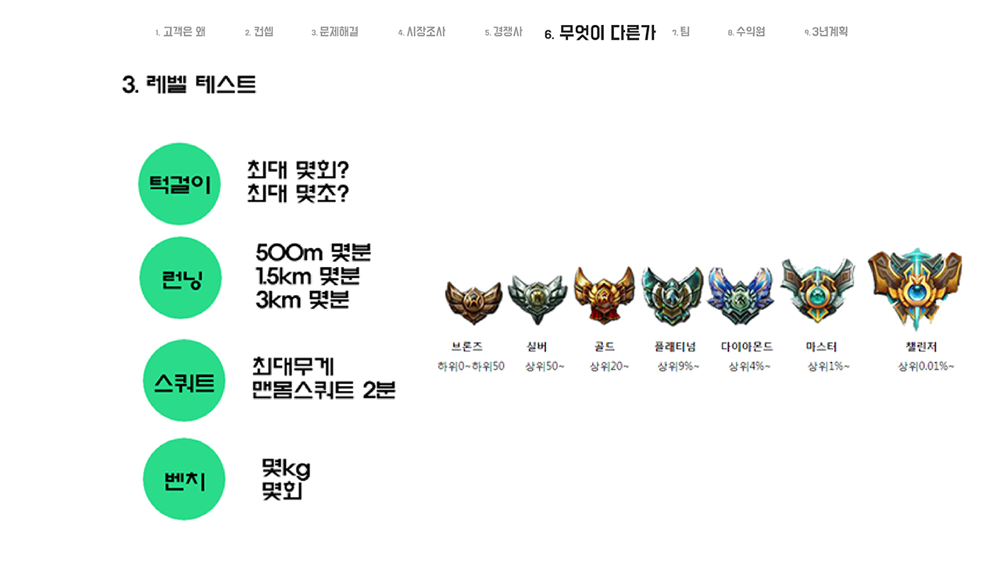 1. 고객은 왜 2. 컨셉 3. 문제해결 4. 시장조사 5. 경쟁사 6. 무엇이 다른가 7. 팀 8. 수익원 9. 3년계획
3. 레벨 테스트
턱걸이
최대 몇회?
최대 몇초?
런닝
500m 몇분
1.5km 몇분
3km 몇분
스쿼트
최대무게
맨몸스쿼트 2분
벤치
몇kg
몇회
브론즈 실버 골드 플래티넘 다이아몬드 마스터 챌린저
하위0~하위50 상위50~ 상위20~ 상위9%~ 상위4%~ 상위1%~ 상위0.01%~